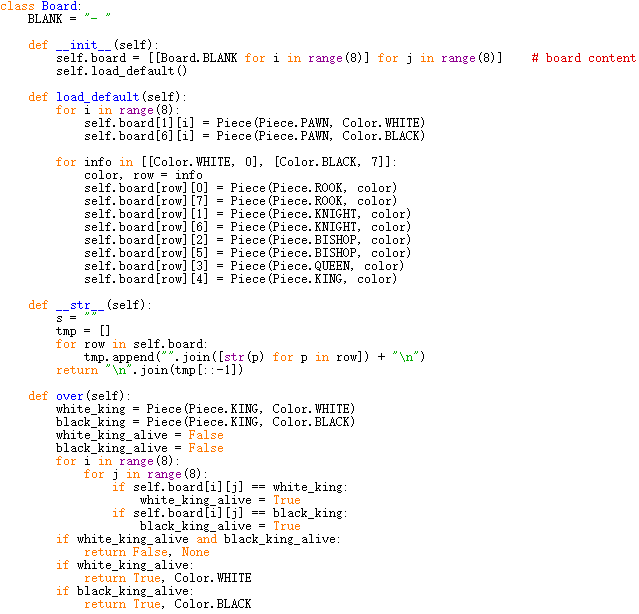 class Board:
    BLANK = "- "

    def __init__(self):
        self.board = [[Board.BLANK for i in range(8)] for j in range(8)]    # board content
        self.load_default()

    def load_default(self):
        for i in range(8):
            self.board[1][i] = Piece(Piece.PAWN, Color.WHITE)
            self.board[6][i] = Piece(Piece.PAWN, Color.BLACK)

        for info in [[Color.WHITE, 0], [Color.BLACK, 7]]:
            color, row = info
            self.board[row][0] = Piece(Piece.ROOK, color)
            self.board[row][7] = Piece(Piece.ROOK, color)
            self.board[row][1] = Piece(Piece.KNIGHT, color)
            self.board[row][6] = Piece(Piece.KNIGHT, color)
            self.board[row][2] = Piece(Piece.BISHOP, color)
            self.board[row][5] = Piece(Piece.BISHOP, color)
            self.board[row][3] = Piece(Piece.QUEEN, color)
            self.board[row][4] = Piece(Piece.KING, color)

    def __str__(self):
        s = ""
        tmp = []
        for row in self.board:
            tmp.append("".join([str(p) for p in row]) + "\n")
        return "\n".join(tmp[::-1])

    def over(self):
        white_king = Piece(Piece.KING, Color.WHITE)
        black_king = Piece(Piece.KING, Color.BLACK)
        white_king_alive = False
        black_king_alive = False
        for i in range(8):
            for j in range(8):
                if self.board[i][j] == white_king:
                    white_king_alive = True
                if self.board[i][j] == black_king:
                    black_king_alive = True
        if white_king_alive and black_king_alive:
            return False, None
        if white_king_alive:
            return True, Color.WHITE
        if black_king_alive:
            return True, Color.BLACK